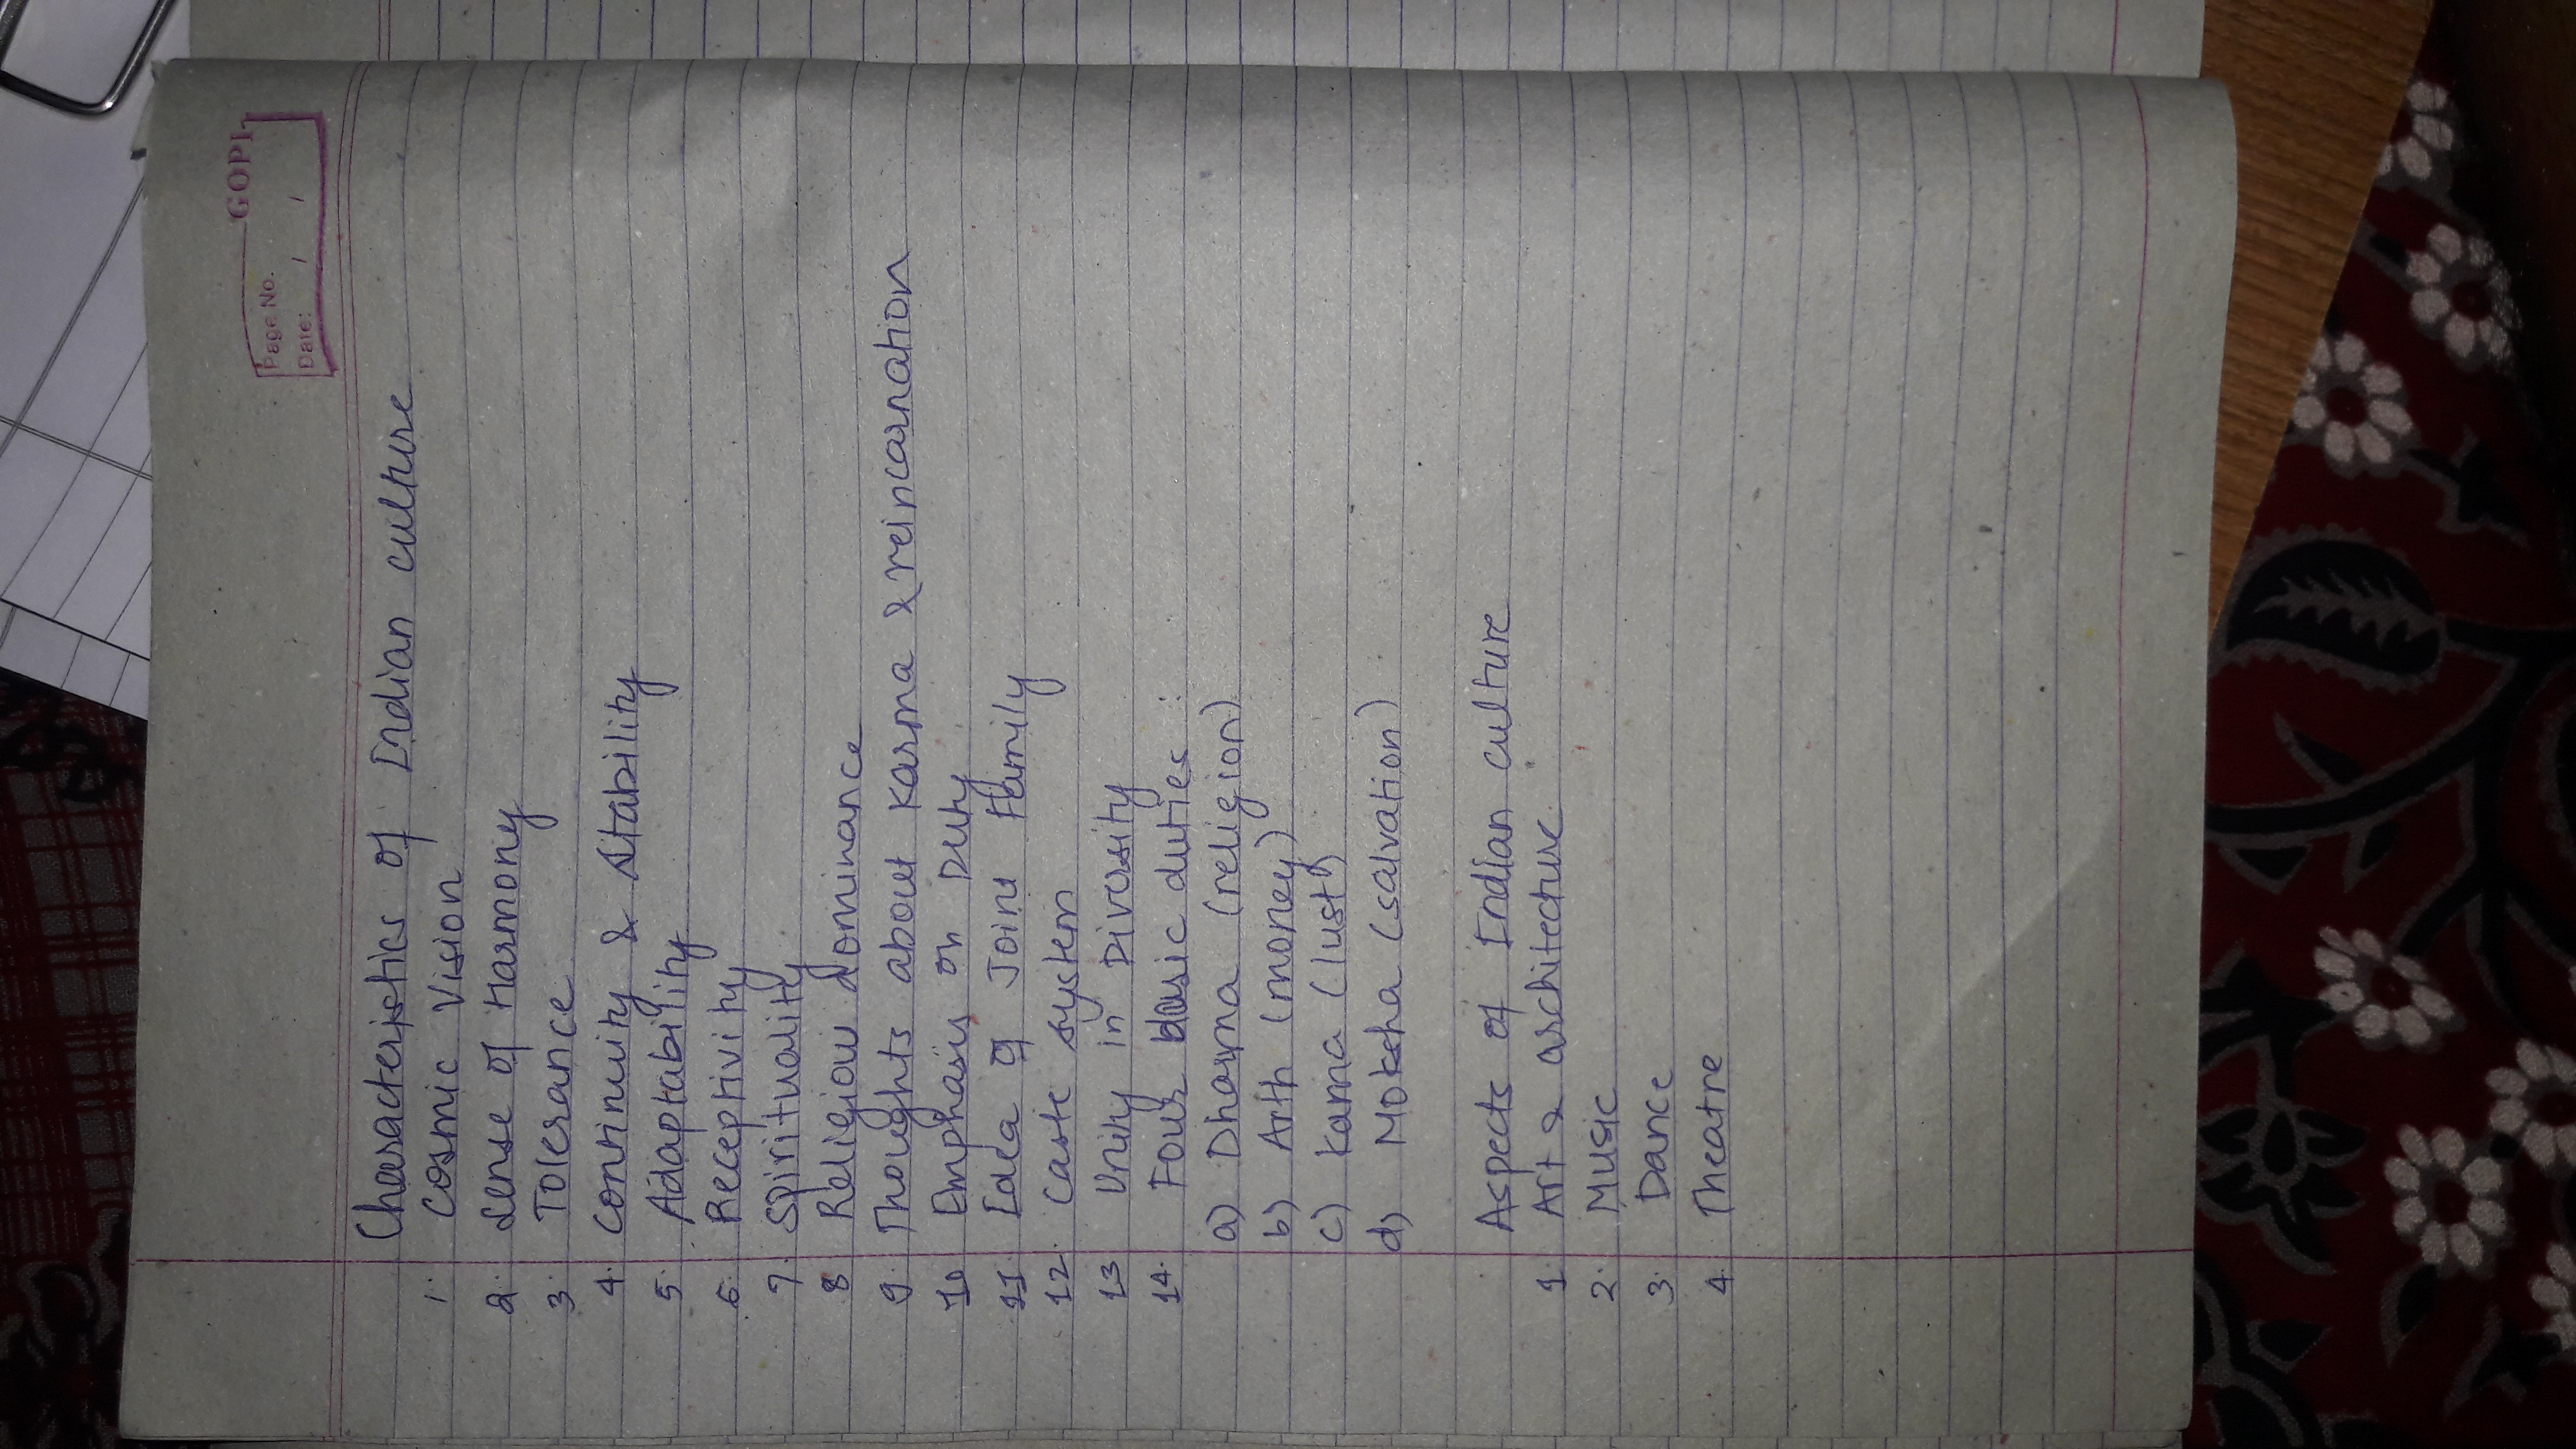 GOPI
Page No.
Date: / /
Characteristics of Indian culture
1. Cosmic Vision
2. Sense of Harmony
3. Tolerance
4. Continuity & Stability
5. Adaptability
6. Receptivity
7. Spirituality
8 Religious dominance
9. Thoughts about Karma & reincarnation
10 Emphasis on Duty
11 Idea of Joint Family
12. Caste system
13 Unity in Diversity
14. Four basic duties :
a) Dharma (religion)
b) Arth (money)
c) Kama (lust)
d) Moksha (salvation)
Aspects of Indian culture
1. Art & architecture
2. Music
3. Dance
4. Theatre